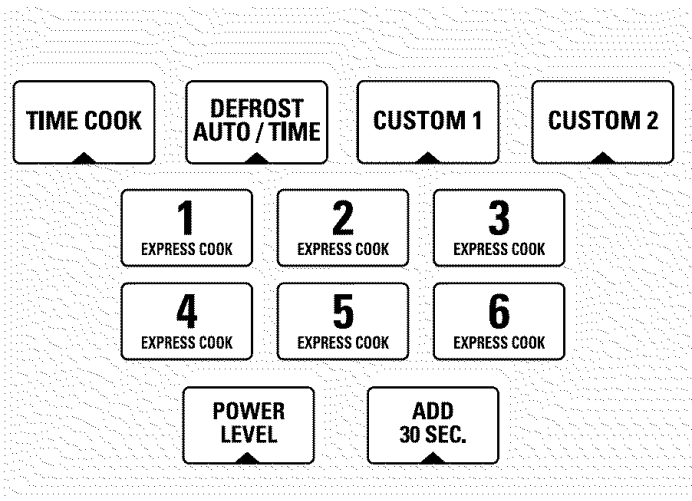 TIME COOK
DEFROST
AUTO / TIME
CUSTOM 1
CUSTOM 2
1
EXPRESS COOK
2
EXPRESS COOK
3
EXPRESS COOK
4
EXPRESS COOK
5
EXPRESS COOK
6
EXPRESS COOK
POWER
LEVEL
ADD
30 SEC.